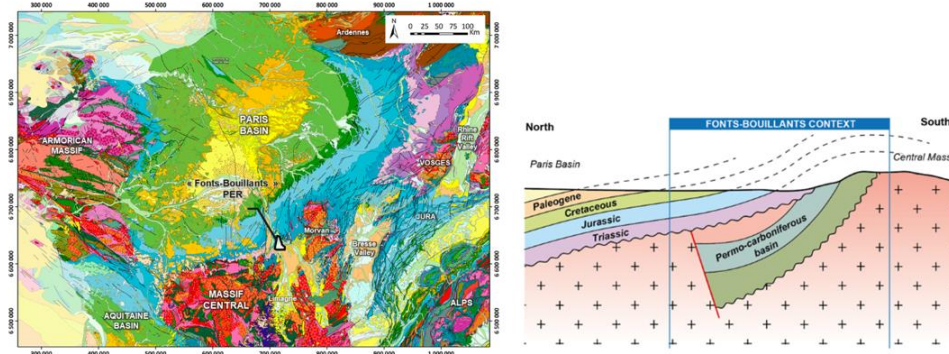 200 000
300 000
400 000
500 000
600 000
700 000
800 000
900 000
1 000 000
7 000 000
6 900 000
6 800 000
6 700 000
6 600 000
6 500 000
N
0 25 50 75 100
Km
Ardennes
PARIS
BASIN
ARMORICAN
MASSIF
Rhine
Rift
Valley
VOSGES
« Fonts-Bouillants »
PER
JURA
Morvan
Bresse
Valley
MASSIF
CENTRAL
Limagne
AQUITAINE
BASIN
ALPS
North
FONTS-BOUILLANTS CONTEXT
South
Paris Basin
Central Mass
Paleogene
Cretaceous
Jurassic
Triassic
Permo-carboniferous
basin